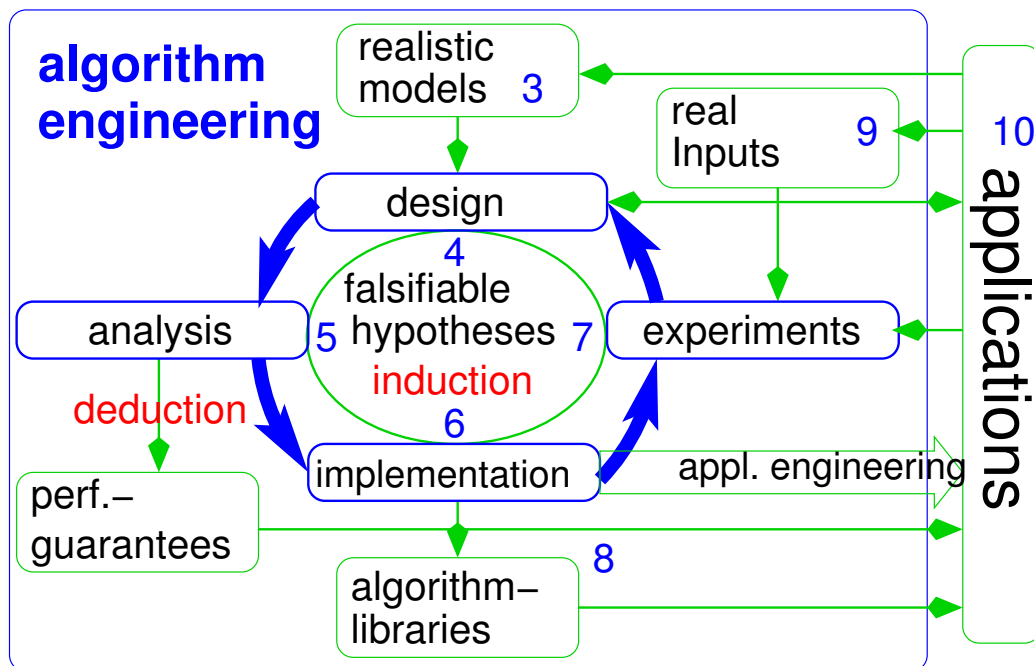 algorithm
engineering
realistic
models 3
real
Inputs 9
10
applications
design
4
falsifiable
hypotheses
induction
5
7
6
analysis
experiments
deduction
implementation
appl. engineering
perf.–
guarantees
8
algorithm–
libraries